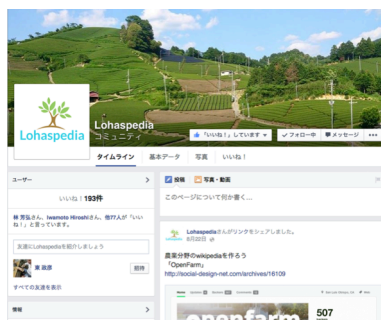 Lohaspedia
Lohaspedia
コミュニティ
「いいね！」しています
フォロー中
メッセージ
タイムライン
基本データ
写真
いいね！
ユーザー
いいね！193件
林 芳弘さん、Iwamoto Hiroshiさん、他77人が「いい
ね！」と言っています。
友達にLohaspediaを紹介しましょう
東 政彦
招待
すべての友達を表示
情報
投稿
写真・動画
このページについて何か書く...
Lohaspediaさんがリンクをシェアしました。
8月22日
農業分野のwikipediaを作ろう
「OpenFarm」
http://social-design-net.com/archives/16109
openfarm
507